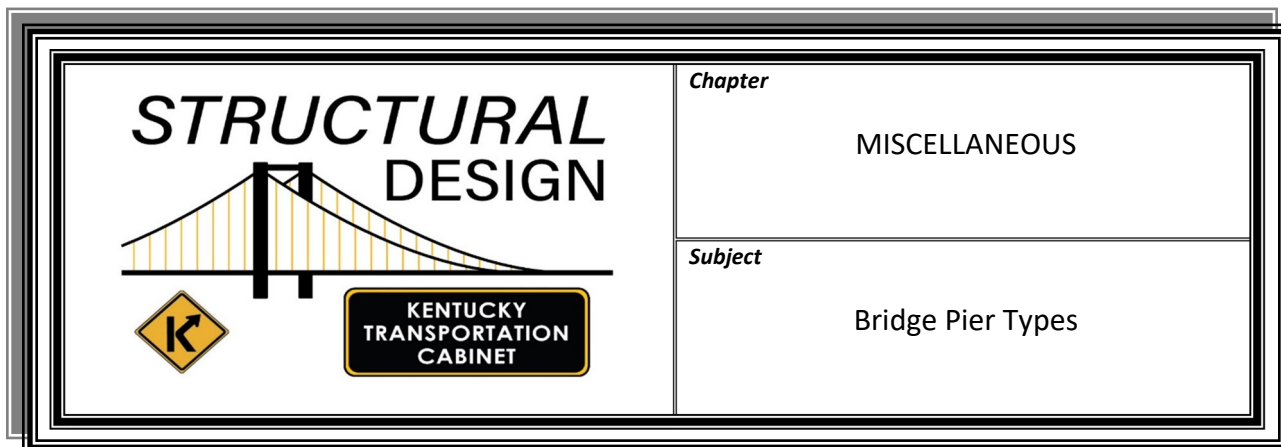 STRUCTURAL
DESIGN
KENTUCKY
TRANSPORTATION
CABINET
Chapter
MISCELLANEOUS
Subject
Bridge Pier Types